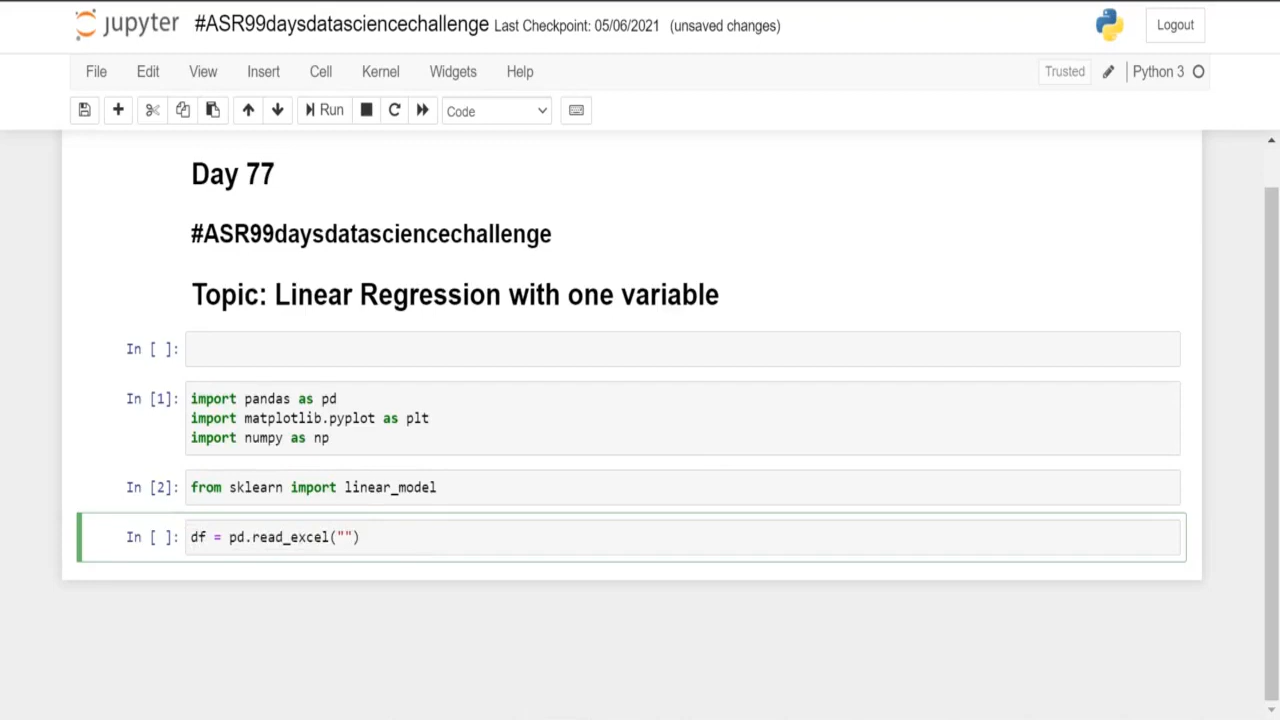 jupyter #ASR99daysdatasciencechallenge Last Checkpoint: 05/06/2021 (unsaved changes) Logout
File Edit View Insert Cell Kernel Widgets Help Trusted Python 3
Run Code
Day 77
#ASR99daysdatasciencechallenge
Topic: Linear Regression with one variable
In [ ]:
In [1]: import pandas as pd
import matplotlib.pyplot as plt
import numpy as np
In [2]: from sklearn import linear_model
In [ ]: df = pd.read_excel("")